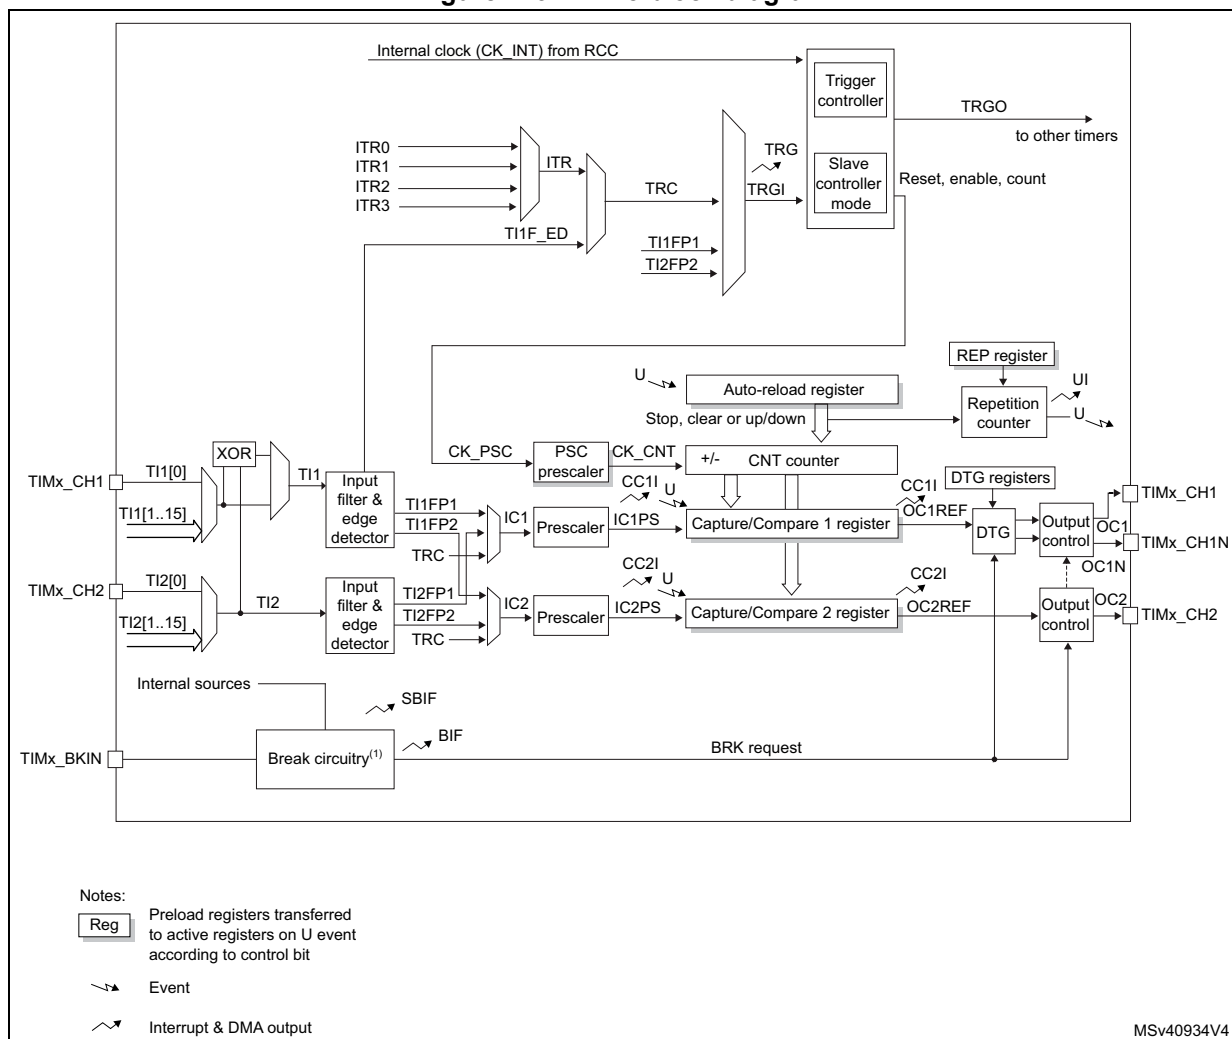 Internal clock (CK_INT) from RCC
Trigger
controller
TRGO
to other timers
ITR0
ITR1
ITR2
ITR3
ITR
TRC
TRG
TRGI
Slave
controller
mode
Reset, enable, count
TI1F_ED
TI1FP1
TI2FP2
REP register
U
Auto-reload register
UI
Repetition
counter
U
Stop, clear or up/down
XOR
CK_PSC
PSC
prescaler
CK_CNT
+/-
CNT counter
TIMx_CH1
TI1[0]
TI1
TI1[1..15]
Input
filter &
edge
detector
TI1FP1
TI1FP2
TRC
IC1
Prescaler
IC1PS
CC1I
U
Capture/Compare 1 register
CC1I
OC1REF
DTG registers
DTG
Output
control
OC1
TIMx_CH1
TIMx_CH1N
OC1N
TIMx_CH2
TI2[0]
TI2
TI2[1..15]
Input
filter &
edge
detector
TI2FP1
TI2FP2
TRC
IC2
Prescaler
IC2PS
CC2I
U
Capture/Compare 2 register
CC2I
OC2REF
Output
control
OC2
TIMx_CH2
Internal sources
SBIF
TIMx_BKIN
Break circuitry(1)
BIF
BRK request
Notes:
Reg
Preload registers transferred
to active registers on U event
according to control bit
Event
Interrupt & DMA output
MSv40934V4